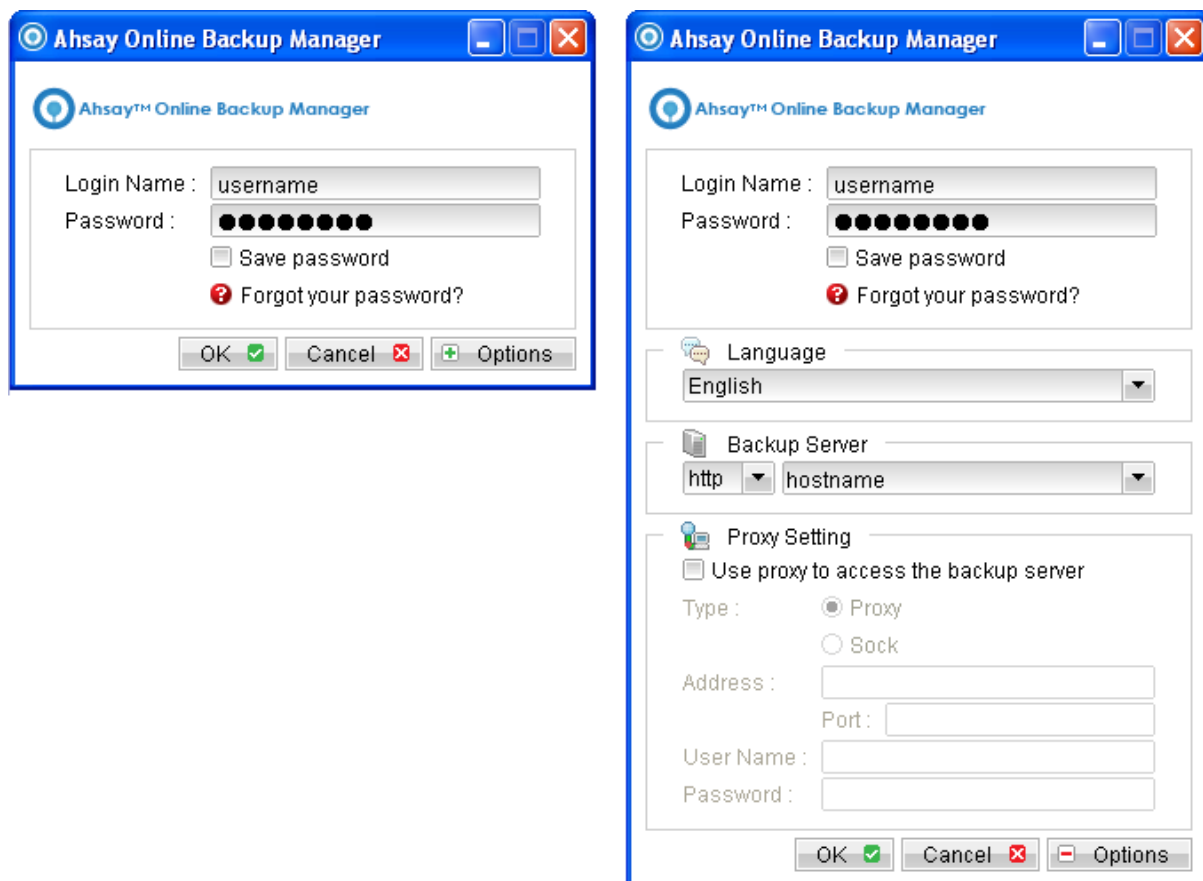 Ahsay Online Backup Manager
Ahsay™ Online Backup Manager
Login Name : username
Password : ●●●●●●●●
Save password
Forgot your password?
OK Cancel Options
Ahsay Online Backup Manager
Ahsay™ Online Backup Manager
Login Name : username
Password : ●●●●●●●●
Save password
Forgot your password?
Language
English
Backup Server
http hostname
Proxy Setting
Use proxy to access the backup server
Type : Proxy
Sock
Address :
Port :
User Name :
Password :
OK Cancel Options